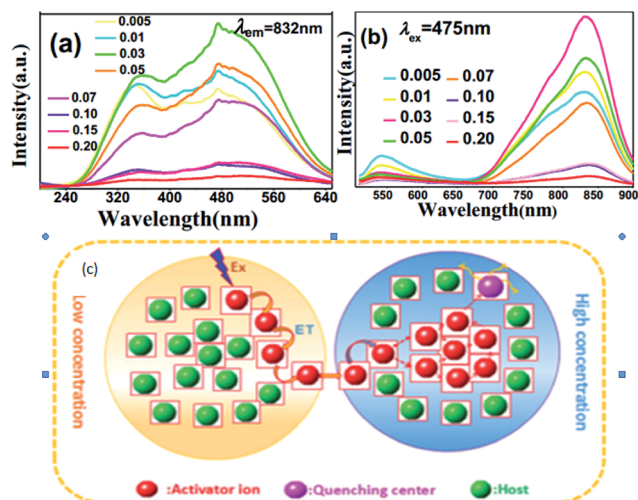 (a)
λem=832nm
0.005
0.01
0.03
0.05
0.07
0.10
0.15
0.20
Intensity(a.u.)
240 320 400 480 560 640
Wavelength(nm)
(b)
λex=475nm
0.005 0.07
0.01 0.10
0.03 0.15
0.05 0.20
Intensity(a.u.)
550 600 650 700 750 800 850 900
Wavelength(nm)
(c)
Low concentration
Ex
ET
High concentration
:Activator ion :Quenching center :Host